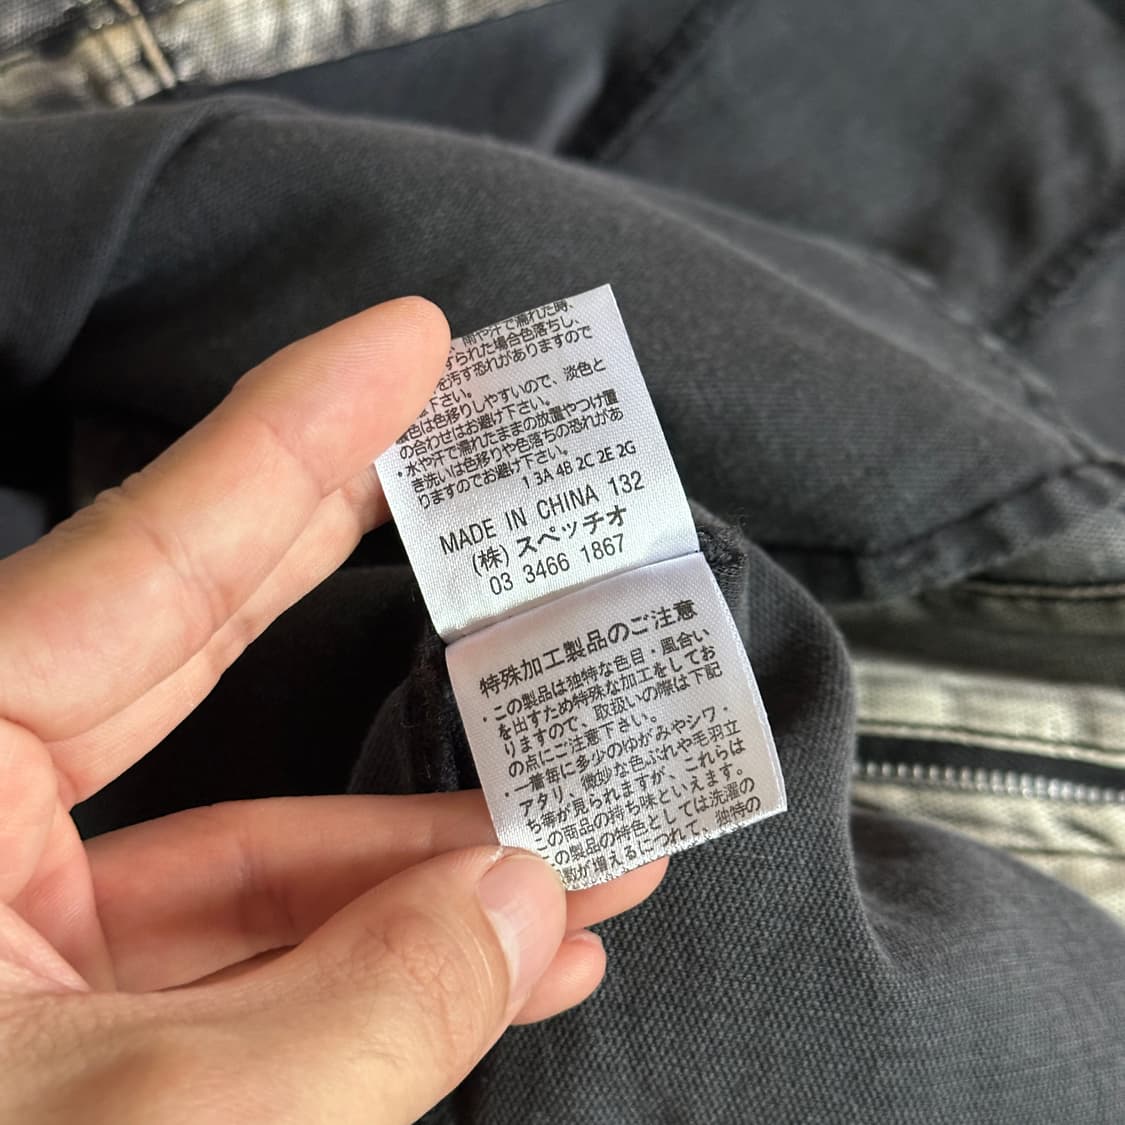 雨や汗で濡れた時、
すられた場合色落ちし、
を汚す恐れがありますので
下さい。
は色移りしやすいので、淡色と
の合わせはお避け下さい。
・水や汗で濡れたままの放置やつけ置
き洗いは色移りや色落ちの恐れがあ
りますのでお避け下さい。
1 3A 4B 2C 2E 2G
MADE IN CHINA 132
(株) スペッチオ
03 3466 1867
特殊加工製品のご注意
・この製品は独特な色目・風合い
を出すため特殊な加工をしてお
りますので、取扱いの際は下記
の点にご注意下さい。
・一着毎に多少のゆがみやシワ・
アタリ・微妙な色ぶれや毛羽立
ち等が見られますが、これらは
この商品の持ち味といえます。
この製品の特色としては洗濯の
数が増えるにつれて、独特の